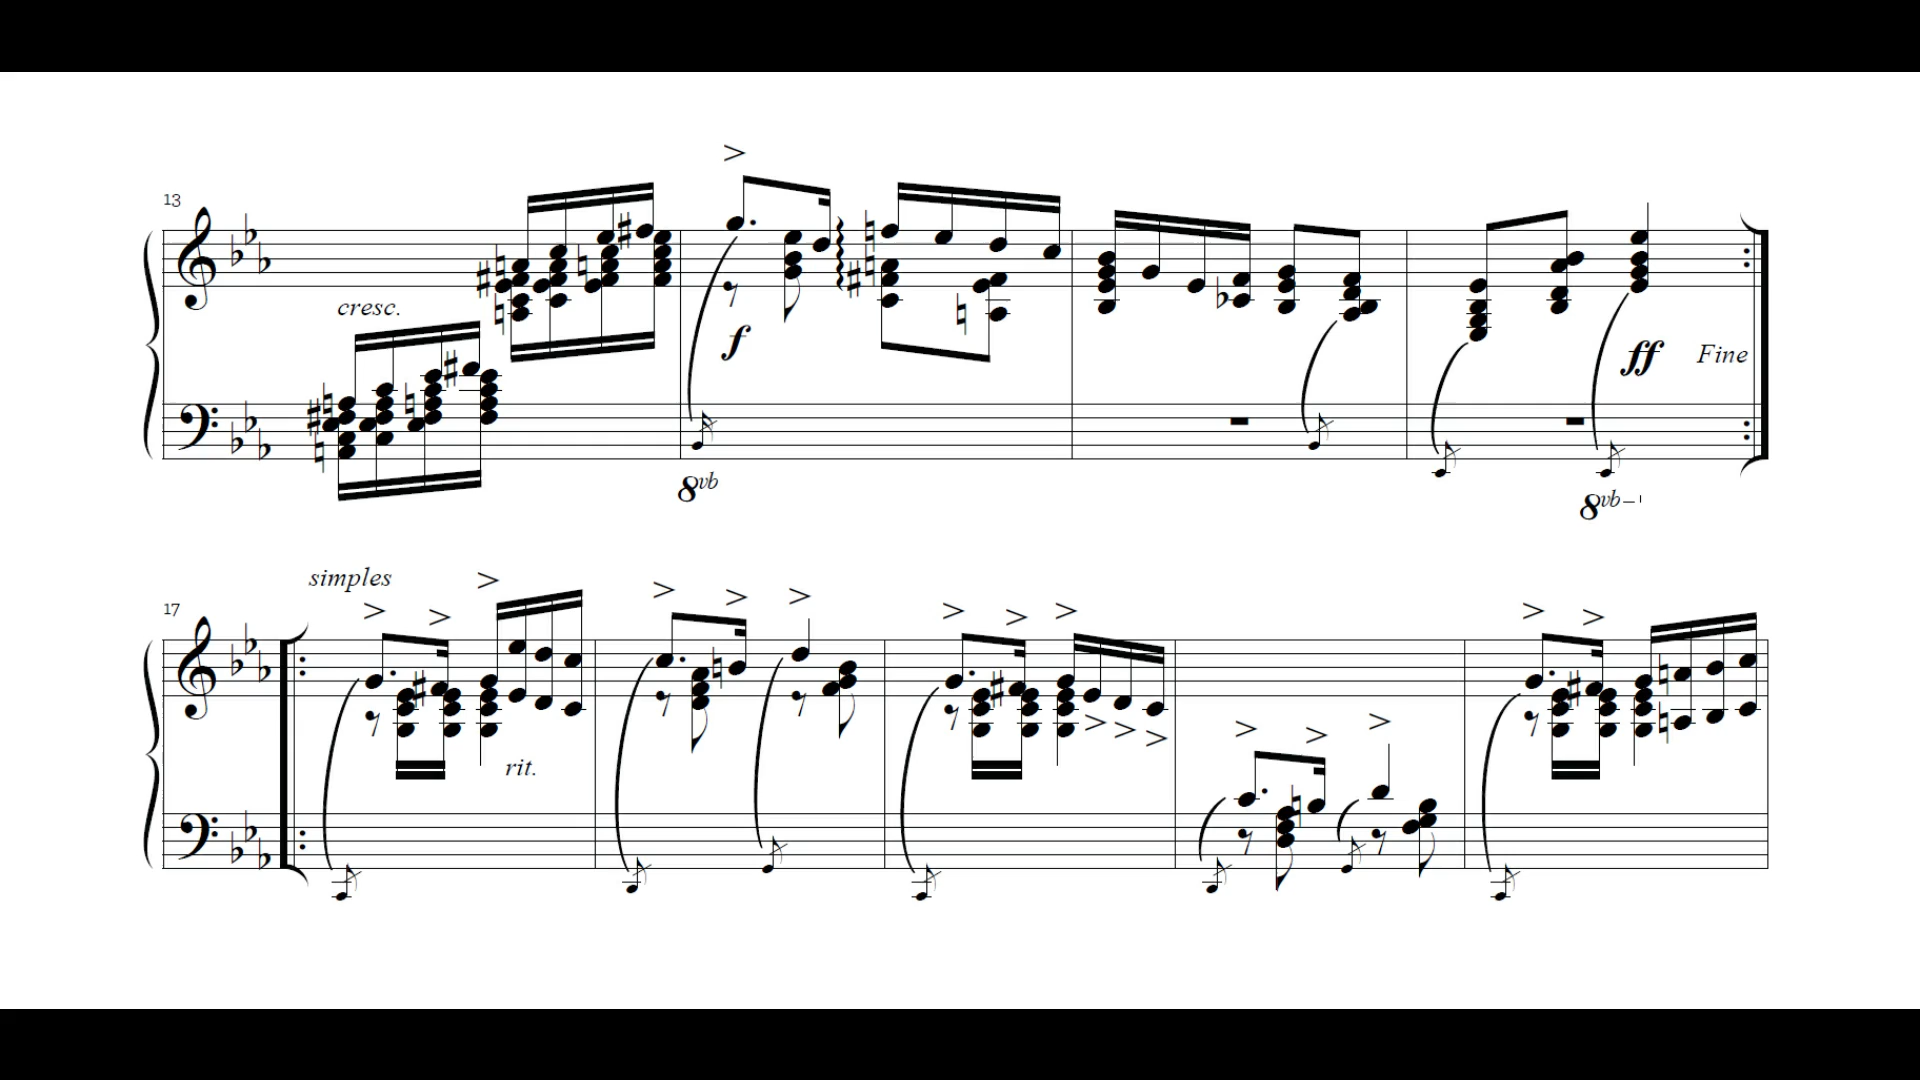 13
cresc.
f
ff
Fine
8vb
8vb
simples
17
rit.